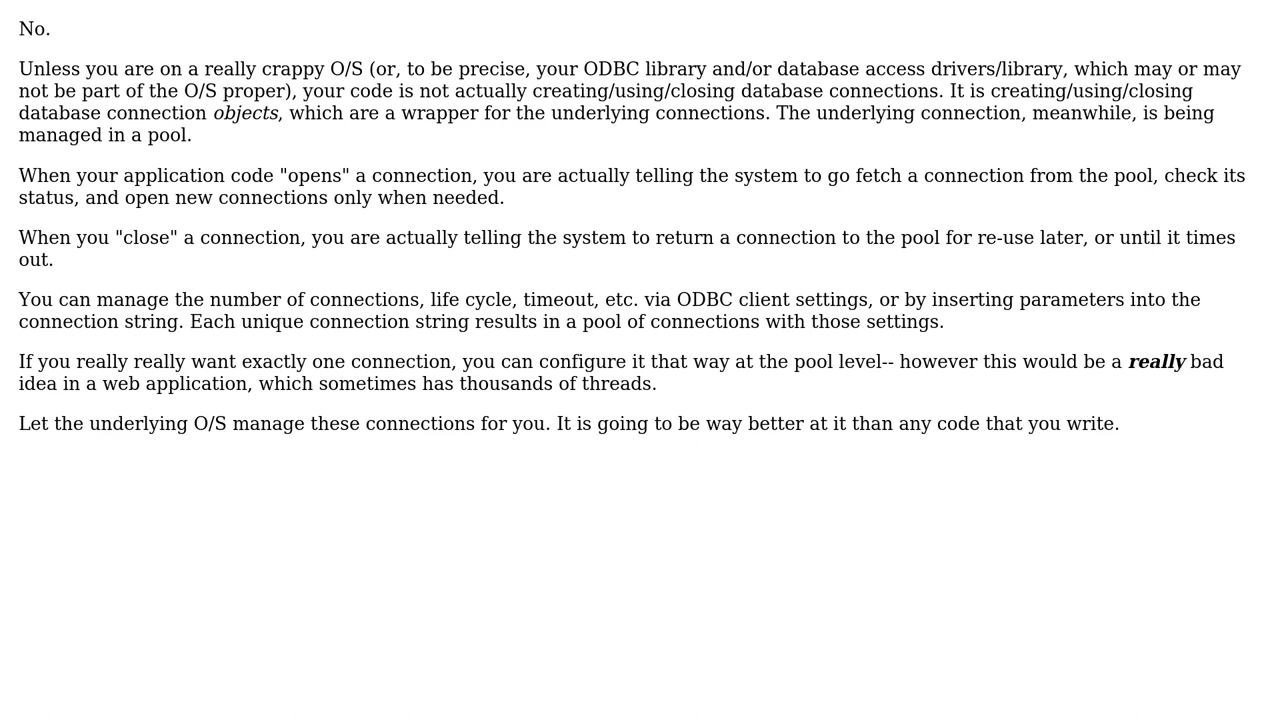 No.
Unless you are on a really crappy O/S (or, to be precise, your ODBC library and/or database access drivers/library, which may or may
not be part of the O/S proper), your code is not actually creating/using/closing database connections. It is creating/using/closing
database connection objects, which are a wrapper for the underlying connections. The underlying connection, meanwhile, is being
managed in a pool.
When your application code "opens" a connection, you are actually telling the system to go fetch a connection from the pool, check its
status, and open new connections only when needed.
When you "close" a connection, you are actually telling the system to return a connection to the pool for re-use later, or until it times
out.
You can manage the number of connections, life cycle, timeout, etc. via ODBC client settings, or by inserting parameters into the
connection string. Each unique connection string results in a pool of connections with those settings.
If you really really want exactly one connection, you can configure it that way at the pool level-- however this would be a really bad
idea in a web application, which sometimes has thousands of threads.
Let the underlying O/S manage these connections for you. It is going to be way better at it than any code that you write.